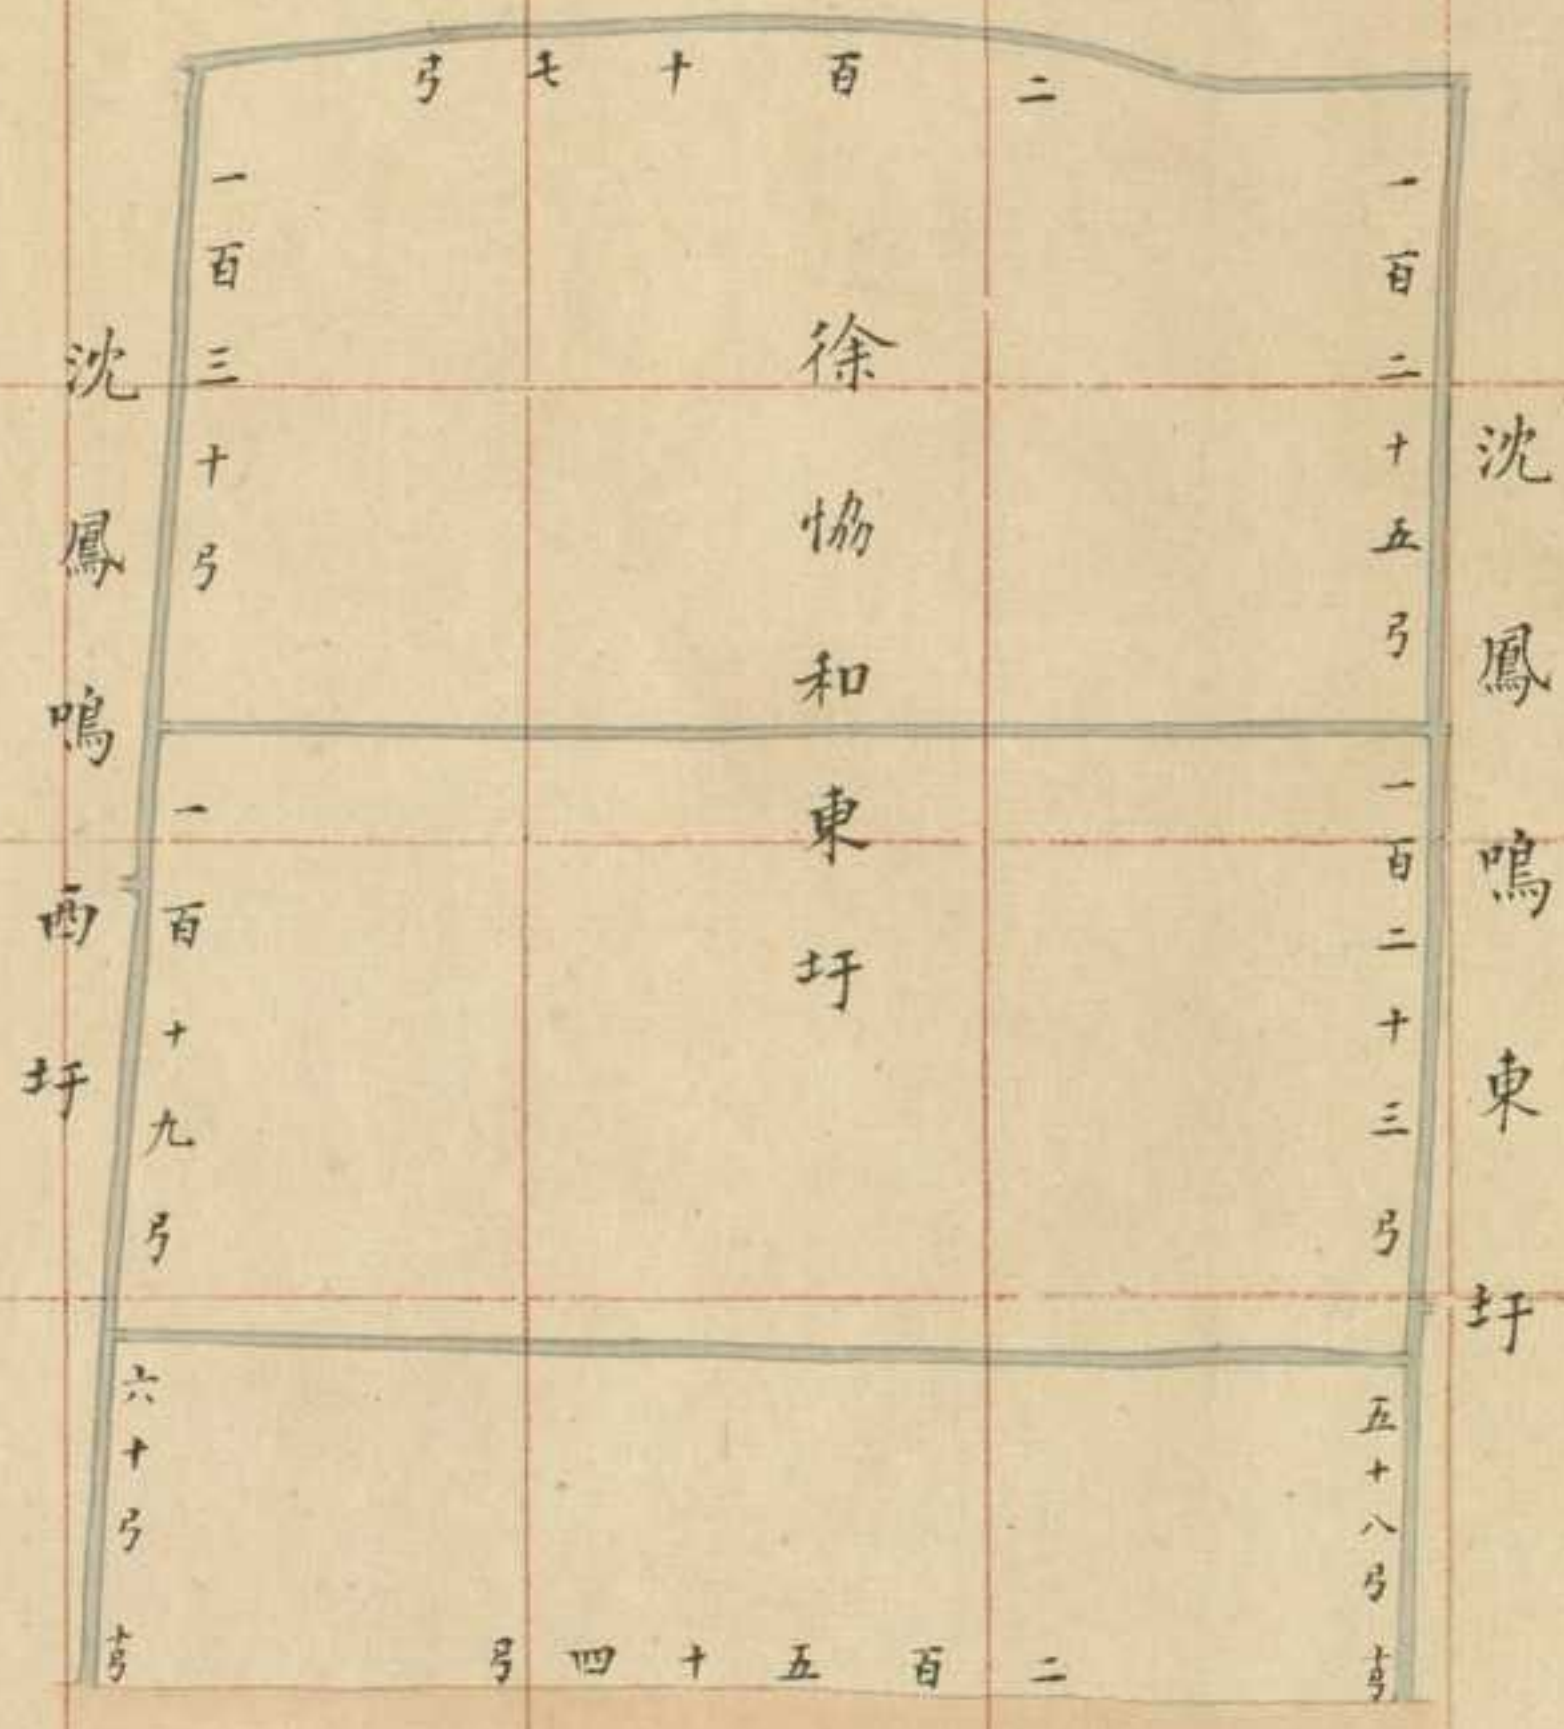 二百十七弓
沈鳳鳴東圩
一百二十五弓
一百二十三弓
五十八弓
徐恊和東圩
一百三十弓
一百十九弓
六十弓
沈鳳鳴西圩
二百五十四弓